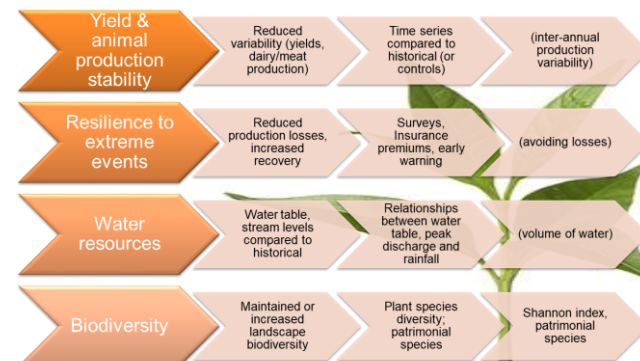 Yield &
animal
production
stability
Reduced
variability (yields,
dairy/meat
production)
Time series
compared to
historical (or
controls)
(inter-annual
production
variability)
Resilience to
extreme
events
Reduced
production losses,
increased
recovery
Surveys,
Insurance
premiums, early
warning
(avoiding losses)
Water
resources
Water table,
stream levels
compared to
historical
Relationships
between water
table, peak
discharge and
rainfall
(volume of water)
Biodiversity
Maintained or
increased
landscape
biodiversity
Plant species
diversity;
patrimonial
species
Shannon index,
patrimonial
species